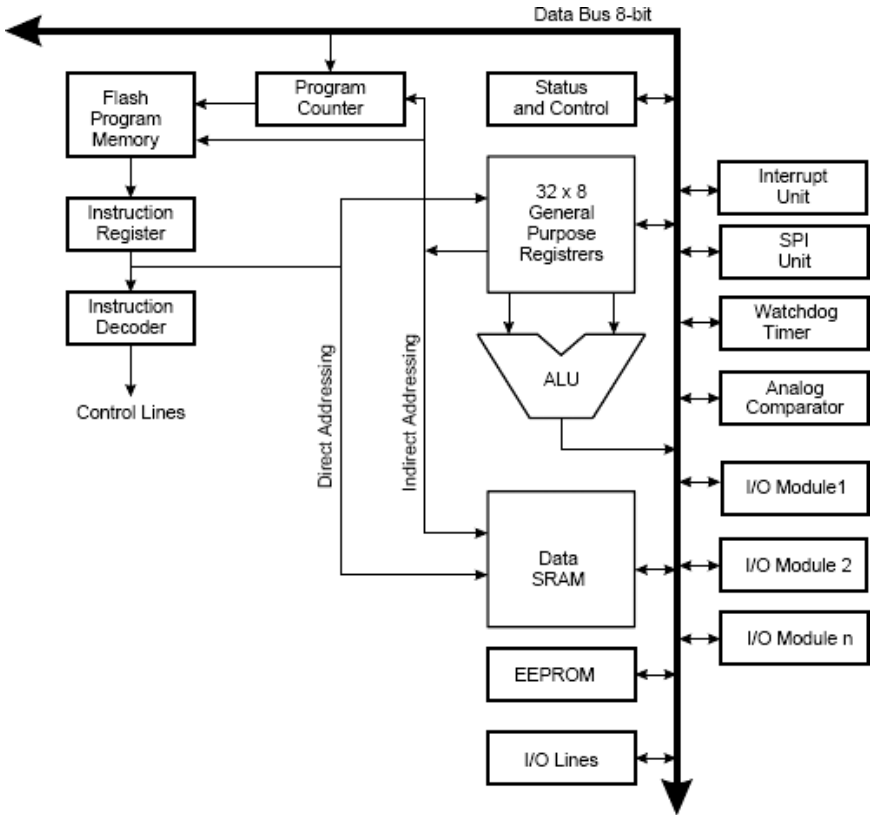 Data Bus 8-bit
Flash
Program
Memory
Program
Counter
Status
and Control
32 x 8
General
Purpose
Registrers
Interrupt
Unit
SPI
Unit
Instruction
Register
Instruction
Decoder
Watchdog
Timer
ALU
Analog
Comparator
Control Lines
Direct Addressing
Indirect Addressing
I/O Module1
Data
SRAM
I/O Module 2
I/O Module n
EEPROM
I/O Lines